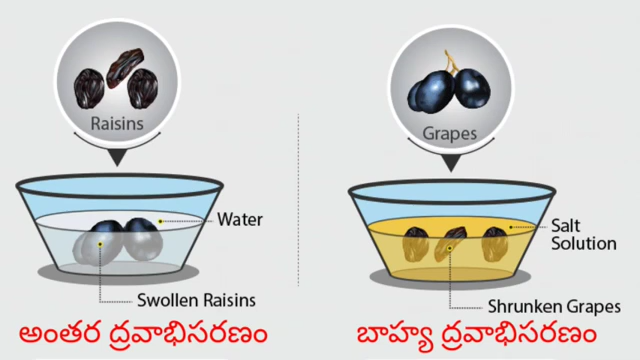 Raisins
Water
Swollen Raisins
అంతర ద్రవాభిసరణం
Grapes
Salt
Solution
Shrunken Grapes
బాహ్య ద్రవాభిసరణం